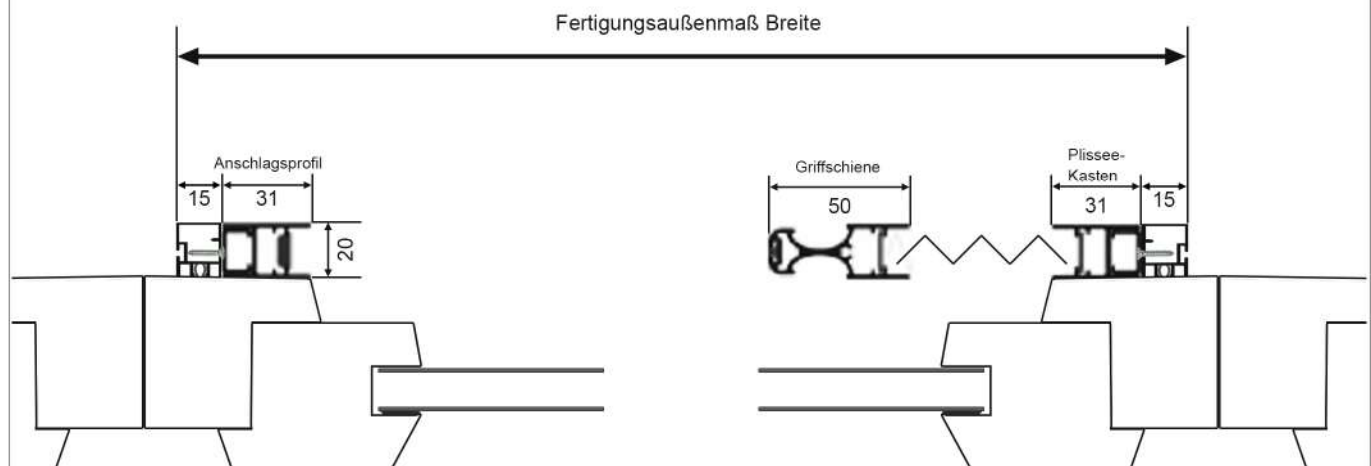 Fertigungsaußenmaß Breite
Anschlagsprofil
15
31
20
Griffschiene
50
Plissee-
Kasten
31
15